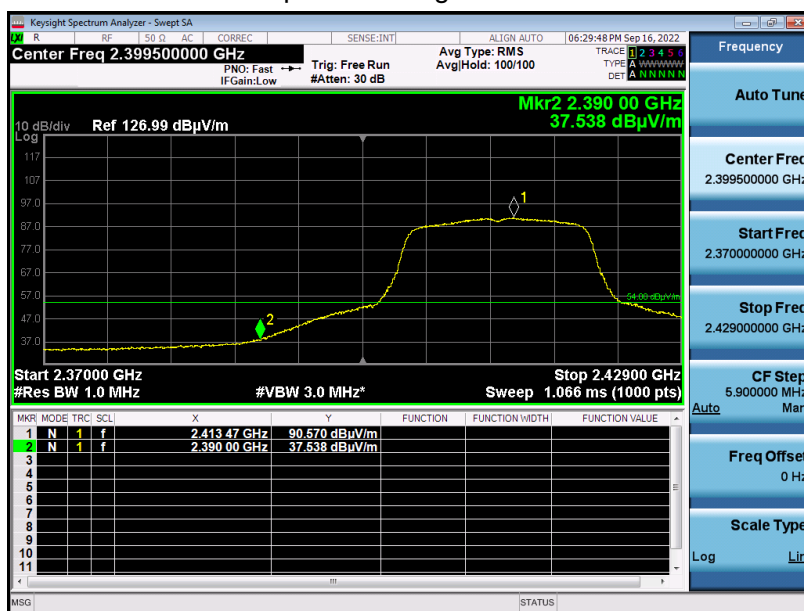 Keysight Spectrum Analyzer - Swept SA
LXI R RF 50 Ω AC CORREC SENSE:INT ALIGN AUTO 06:29:48 PM Sep 16, 2022
Center Freq 2.399500000 GHz
PNO: Fast
IFGain:Low
Trig: Free Run
#Atten: 30 dB
Avg Type: RMS
Avg|Hold: 100/100
TRACE 1 2 3 4 5 6
TYPE A WWWWW
DET A N N N N N
Mkr2 2.390 00 GHz
37.538 dBµV/m
10 dB/div Ref 126.99 dBµV/m
Log
117
107
97.0
87.0
77.0
67.0
57.0
47.0
37.0
1
2
54.00 dBµV/m
Start 2.37000 GHz Stop 2.42900 GHz
#Res BW 1.0 MHz #VBW 3.0 MHz* Sweep 1.066 ms (1000 pts)
MKR MODE TRC SCL X Y FUNCTION FUNCTION WIDTH FUNCTION VALUE
1 N 1 f 2.413 47 GHz 90.570 dBµV/m
2 N 1 f 2.390 00 GHz 37.538 dBµV/m
3
4
5
6
7
8
9
10
11
MSG STATUS
Frequency
Auto Tune
Center Freq
2.399500000 GHz
Start Freq
2.370000000 GHz
Stop Freq
2.429000000 GHz
CF Step
5.900000 MHz
Auto Man
Freq Offset
0 Hz
Scale Type
Log Lin